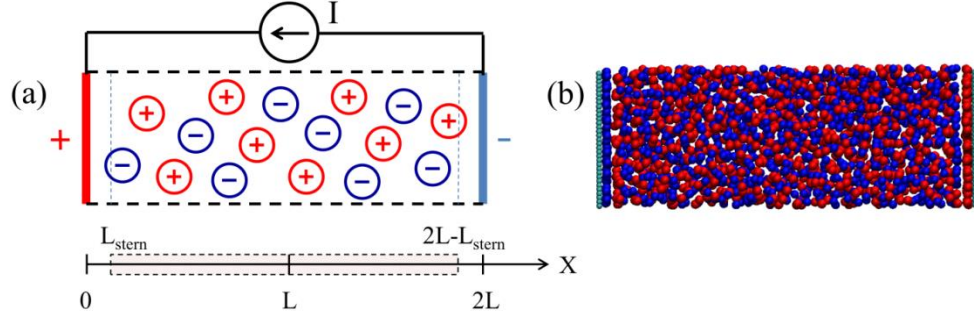 I
(a)
(b)
+ + + - + - +
+ - -
- + + + -
- + - + -
L_stern 2L-L_stern
X
0 L 2L